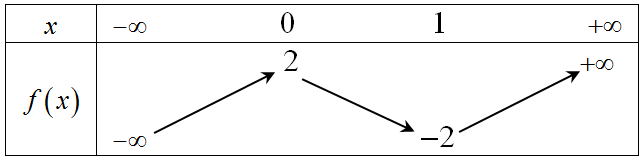 x −∞ 0 1 +∞
2 +∞
f(x)
−∞ −2